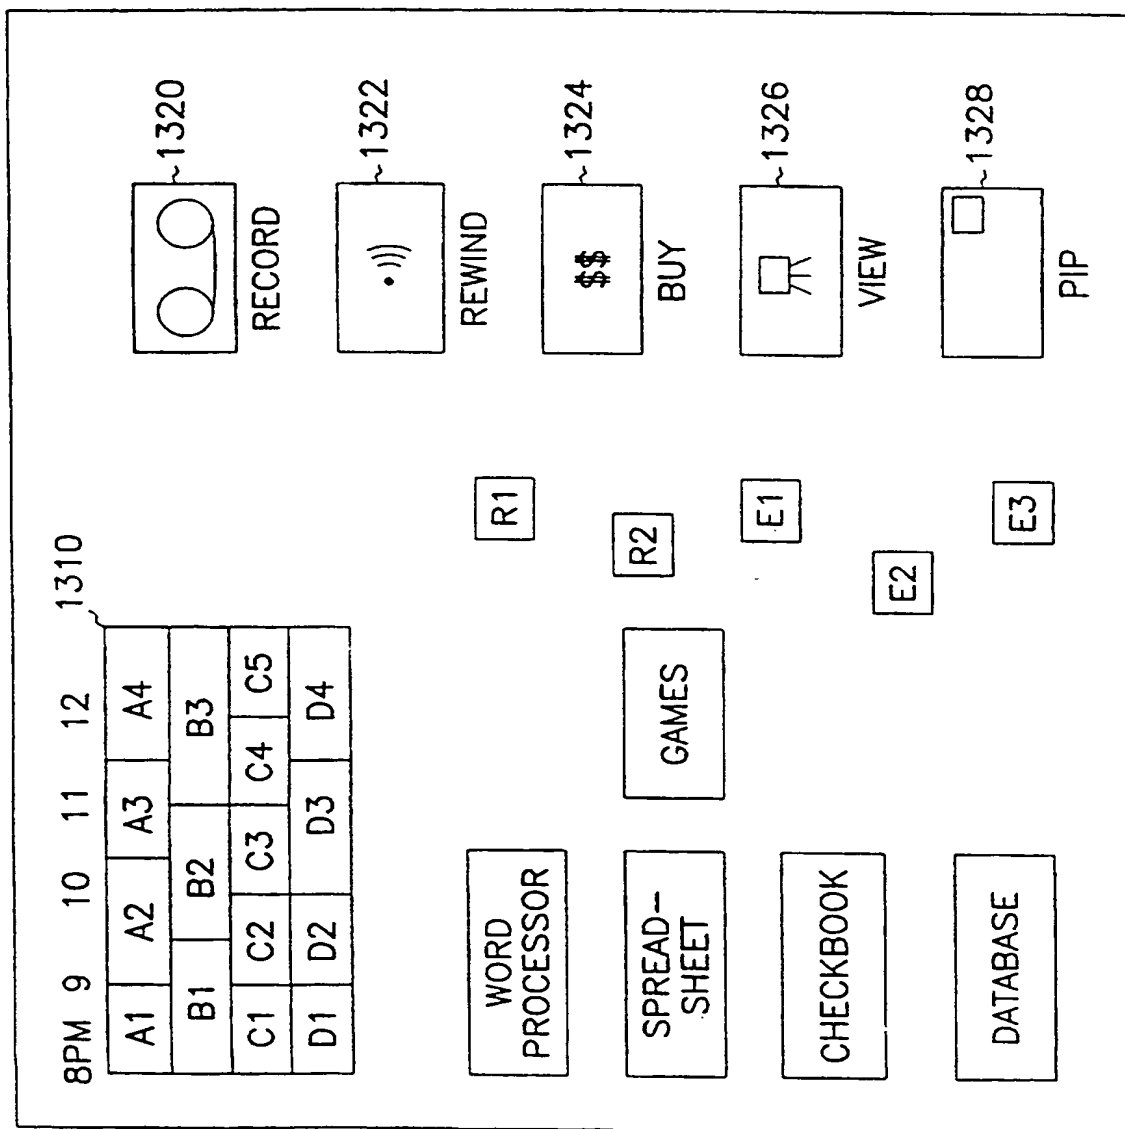 8PM 9 10 11 12
1310
A1 A2 A3 A4
B1 B2 B3
C1 C2 C3 C4 C5
D1 D2 D3 D4
1320
RECORD
1322
REWIND
1324
$$
BUY
1326
VIEW
1328
PIP
WORD
PROCESSOR
SPREAD-
SHEET
CHECKBOOK
DATABASE
GAMES
R1
R2
E1
E2
E3